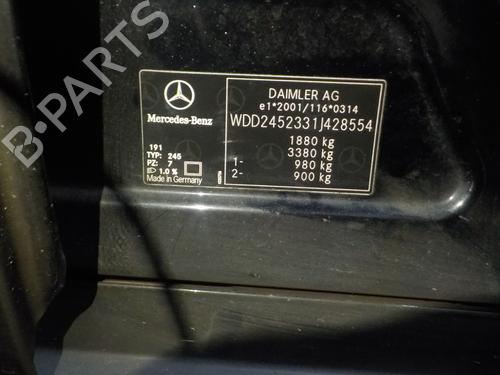 B-PARTS
Mercedes-Benz
191
TYP: 245
PZ: 7
1.0 %
Made in Germany
DAIMLER AG
e1*2001/116*0314
WDD2452331J428554
1880 kg
3380 kg
1- 980 kg
2- 900 kg